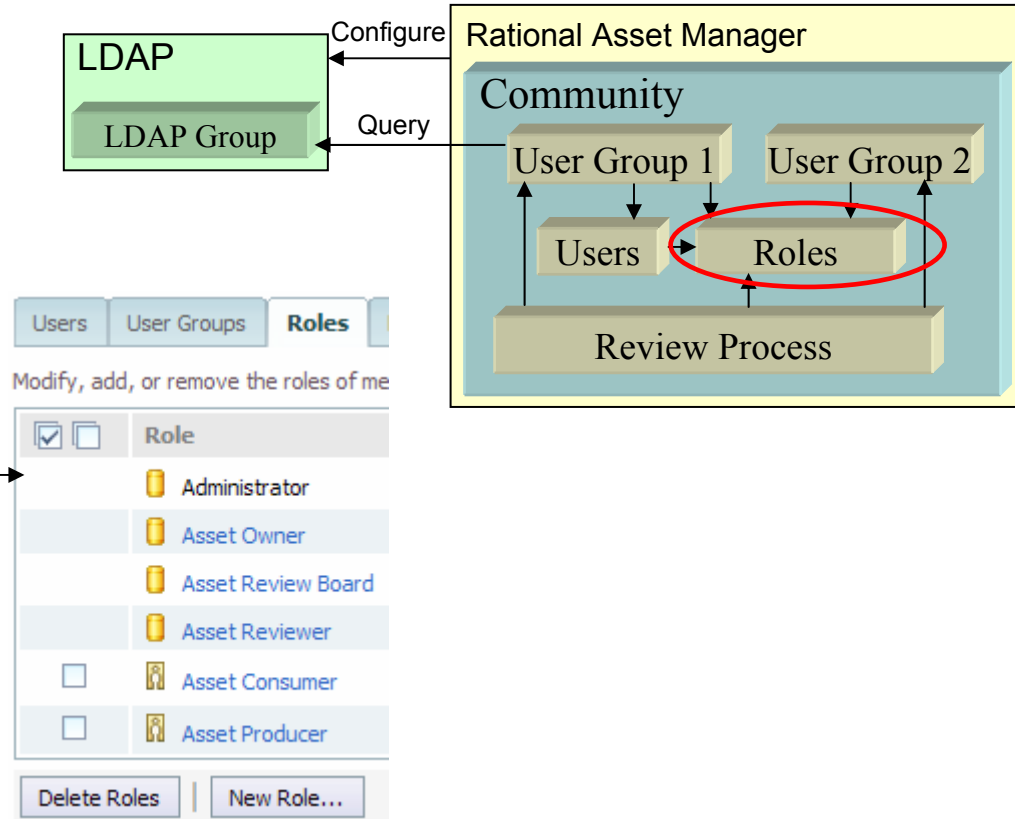 Configure
Rational Asset Manager
LDAP
Community
LDAP Group
Query
User Group 1
User Group 2
Users
Roles
Review Process
Users
User Groups
Roles
Modify, add, or remove the roles of me
Role
Administrator
Asset Owner
Asset Review Board
Asset Reviewer
Asset Consumer
Asset Producer
Delete Roles
New Role...